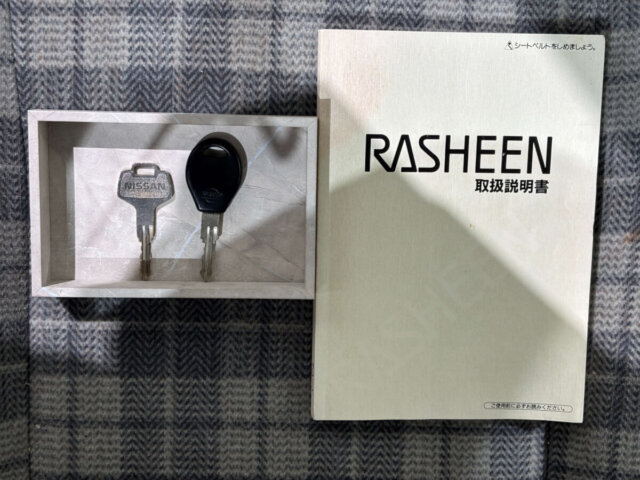 シートベルトをしめましょう。
RASHEEN
取扱説明書
NISSAN
ご使用前に必ずお読みください。